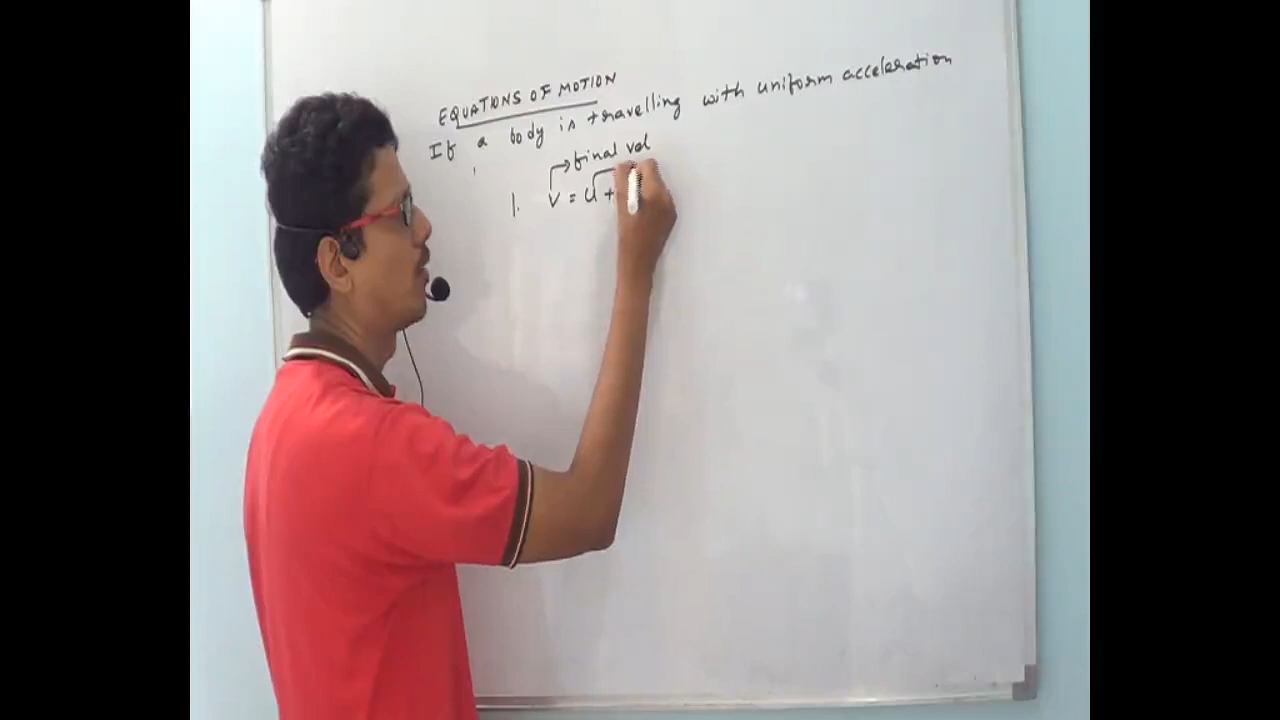 EQUATIONS OF MOTION
If a body is travelling with uniform acceleration
final vel
1. V = u +